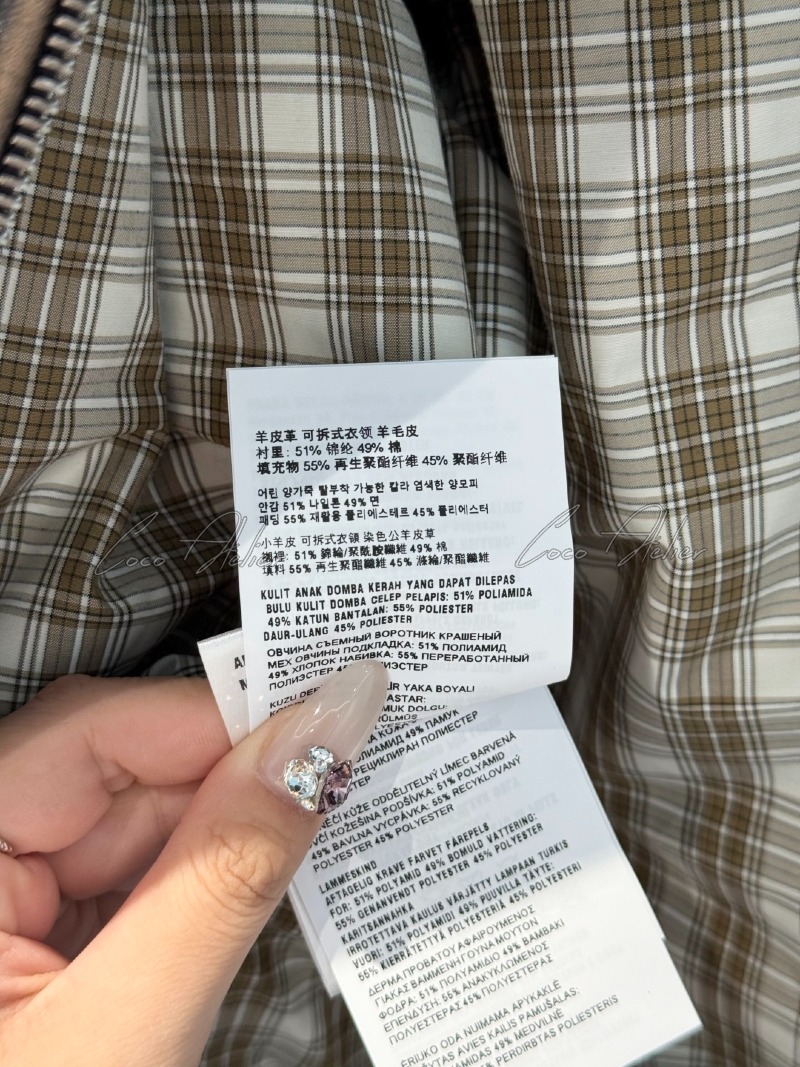 羊皮革 可拆式衣领 羊毛皮
衬里: 51% 锦纶 49% 棉
填充物 55% 再生聚酯纤维 45% 聚酯纤维
어린 양가죽 탈부착 가능한 칼라 염색한 양모피
안감 51% 나일론 49% 면
패딩 55% 재활용 폴리에스테르 45% 폴리에스터
小羊皮 可拆式衣領 染色公羊皮草
襯裡: 51% 錦綸/聚酰胺纖維 49% 棉
填料 55% 再生聚酯纖維 45% 滌綸/聚酯纖維
Coco Atelier Coco Atelier
KULIT ANAK DOMBA KERAH YANG DAPAT DILEPAS
BULU KULIT DOMBA CELEP PELAPIS: 51% POLIAMIDA
49% KATUN BANTALAN: 55% POLIESTER
DAUR-ULANG 45% POLIESTER
ОВЧИНА СЪЕМНЫЙ ВОРОТНИК КРАШЕНЫЙ
МЕХ ОВЧИНЫ ПОДКЛАДКА: 51% ПОЛИАМИД
49% ХЛОПОК НАБИВКА: 55% ПЕРЕРАБОТАННЫЙ
ПОЛИЭСТЕР 45%
KUZU YAKA BOYALI
ASTAR:
DOLGU:
49% ПАМУК
РЕЦИКЛИРАН ПОЛИЕСТЕР
KŮŽE ODDĚLITELNÝ LÍMEC BARVENÁ
KOŽEŠINA PODŠÍVKA: 51% POLYAMID
49% BAVLNA VYCPÁVKA: 55% RECYKLOVANÝ
POLYESTER 45% POLYESTER
LAMMESKIND
AFTAGELIG KRAVE FARVET FÅREPELS
FOR: 51% POLYAMID 49% BOMULD VATTERING:
55% GENANVENDT POLYESTER 45% POLYESTER
KARITSANNAHKA
IRROTETTAVA KAULUS VÄRJÄTTY LAMPAAN TURKIS
VUORI: 51% POLYAMIDI 49% PUUVILLA TÄYTE:
55% KIERRÄTETTYÄ POLYESTERIÄ 45% POLYESTERI
ΔΕΡΜΑ ΠΡΟΒΑΤΟΥ ΑΦΑΙΡΟΥΜΕΝΟΣ
ΓΙΑΚΑΣ ΒΑΜΜΕΝΗ ΓΟΥΝΑ ΜΟΥΤΟΝ
ΦΟΔΡΑ: 51% ΠΟΛΥΑΜΙΔΙΟ 49% ΒΑΜΒΑΚΙ
ΕΠΕΝΔΥΣΗ: 55% ΑΝΑΚΥΚΛΩΜΕΝΟΣ
ΠΟΛΥΕΣΤΕΡΑΣ 45% ΠΟΛΥΕΣΤΕΡΑΣ
ERIUKO ODA NUIMAMA APYKAKLĖ
AVIES KAILIS PAMUŠALAS:
49% MEDVILNĖ
PERDIRBTAS POLIESTERIS